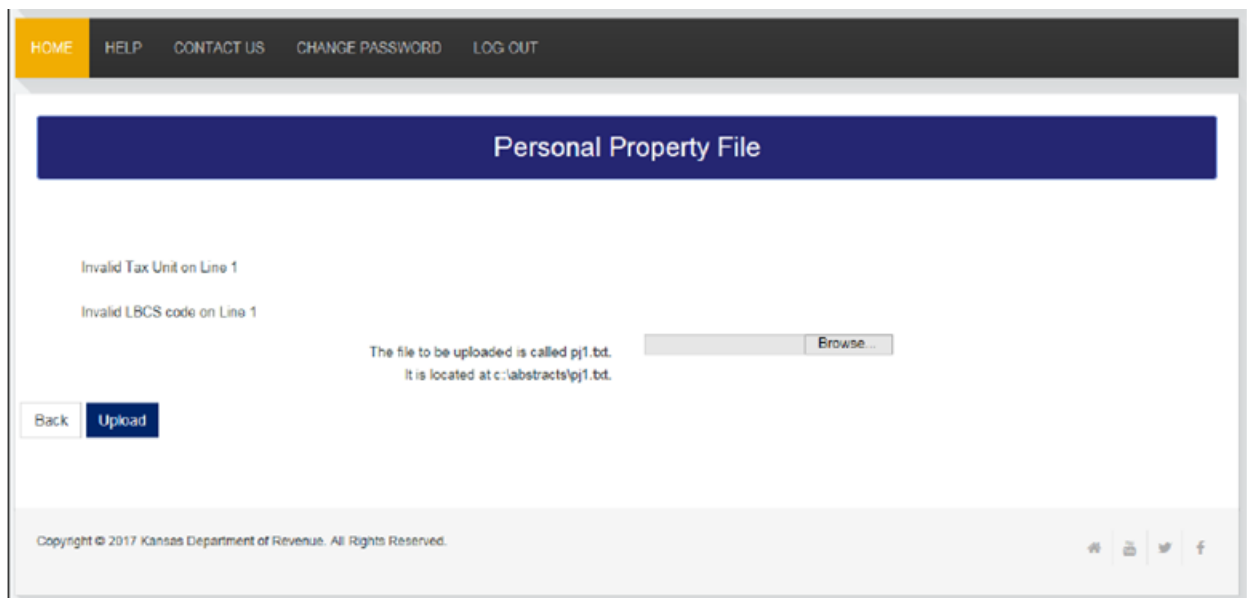 HOME HELP CONTACT US CHANGE PASSWORD LOG OUT
Personal Property File
Invalid Tax Unit on Line 1
Invalid LBCS code on Line 1
The file to be uploaded is called pj1.txt.
Browse...
It is located at c:\abstracts\pj1.txt.
Back Upload
Copyright © 2017 Kansas Department of Revenue. All Rights Reserved.